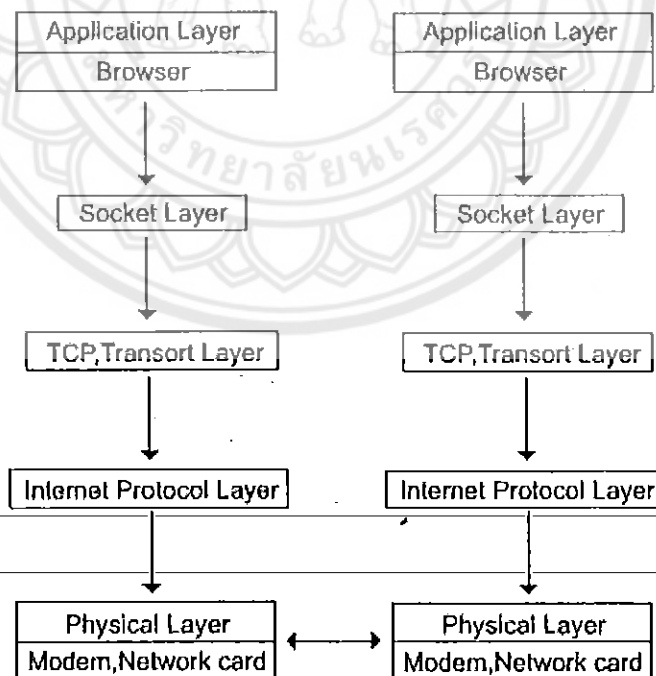 Application Layer
Browser
Socket Layer
TCP,Transort Layer
Internet Protocol Layer
Physical Layer
Modem,Network card
Application Layer
Browser
Socket Layer
TCP,Transort Layer
Internet Protocol Layer
Physical Layer
Modem,Network card